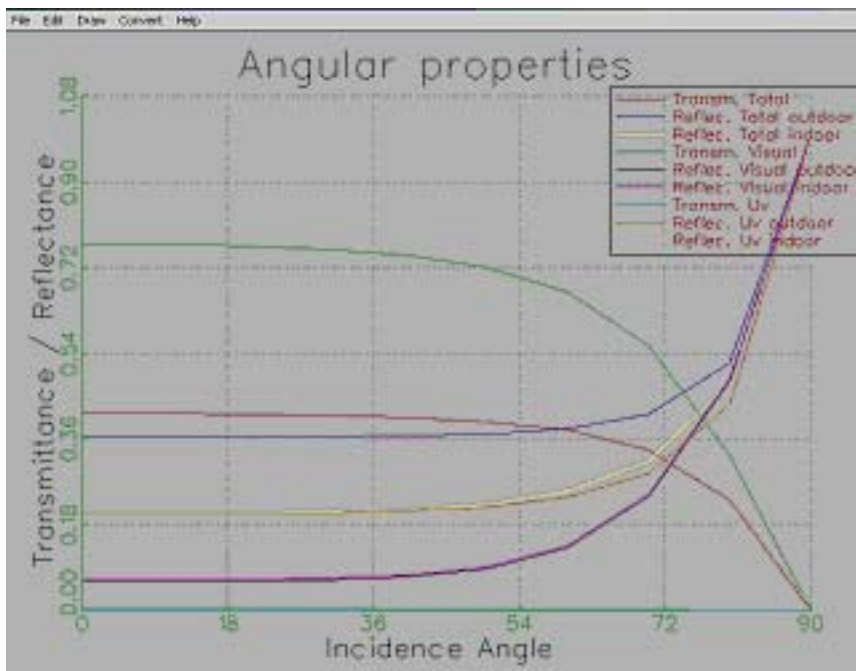 File Edit Draw Convert Help
Angular properties
Transm. Total
Reflec. Total outdoor
Reflec. Total indoor
Transm. Visual
Reflec. Visual outdoor
Reflec. Visual indoor
Transm. Uv
Reflec. Uv outdoor
Reflec. Uv indoor
Transmittance / Reflectance
1.08
0.90
0.72
0.54
0.36
0.18
0.00
0 18 36 54 72 90
Incidence Angle